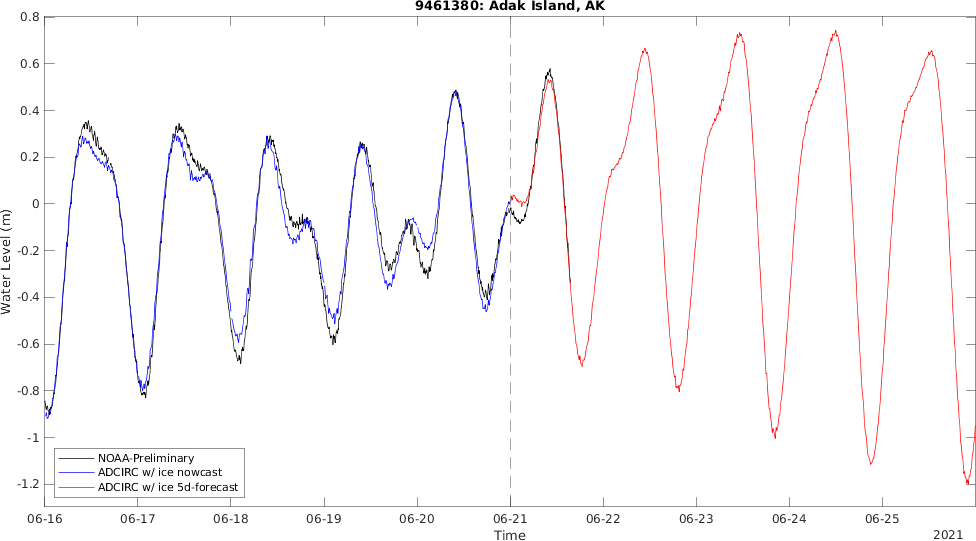 9461380: Adak Island, AK
0.8
0.6
0.4
0.2
0
-0.2
-0.4
-0.6
-0.8
-1
-1.2
Water Level (m)
NOAA-Preliminary
ADCIRC w/ ice nowcast
ADCIRC w/ ice 5d-forecast
06-16 06-17 06-18 06-19 06-20 06-21 06-22 06-23 06-24 06-25
Time
2021